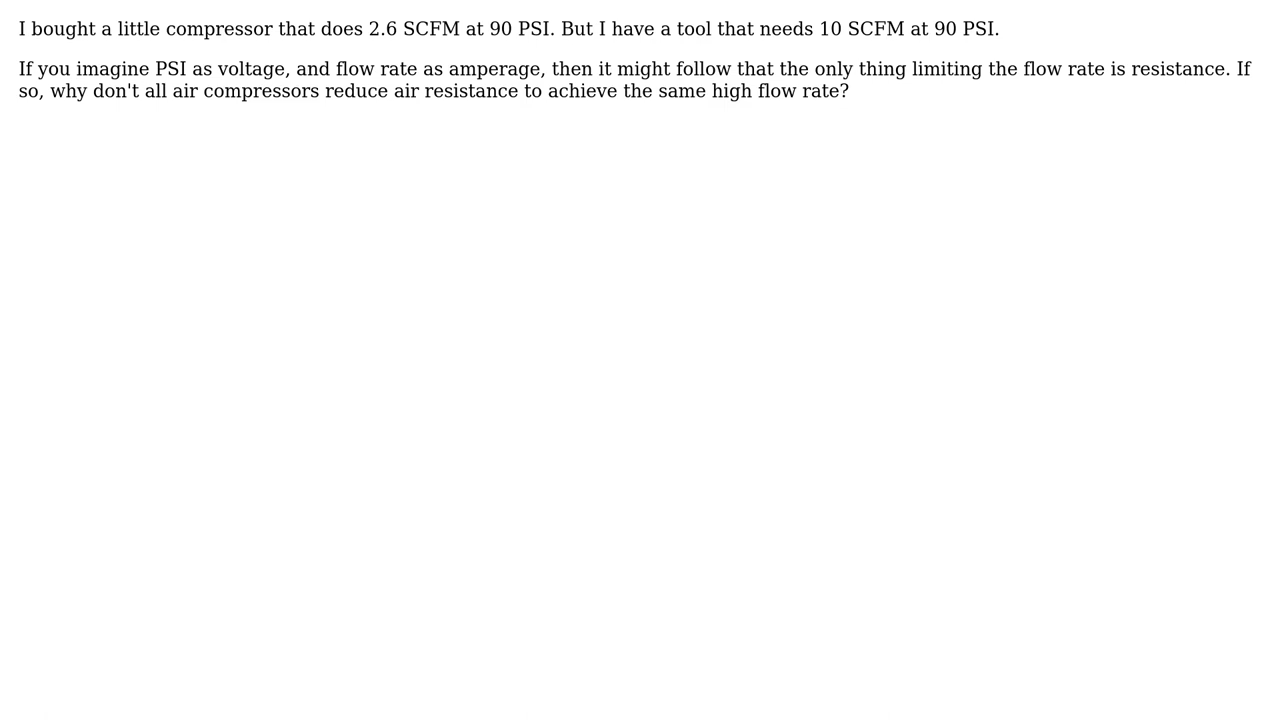 I bought a little compressor that does 2.6 SCFM at 90 PSI. But I have a tool that needs 10 SCFM at 90 PSI.
If you imagine PSI as voltage, and flow rate as amperage, then it might follow that the only thing limiting the flow rate is resistance. If
so, why don't all air compressors reduce air resistance to achieve the same high flow rate?